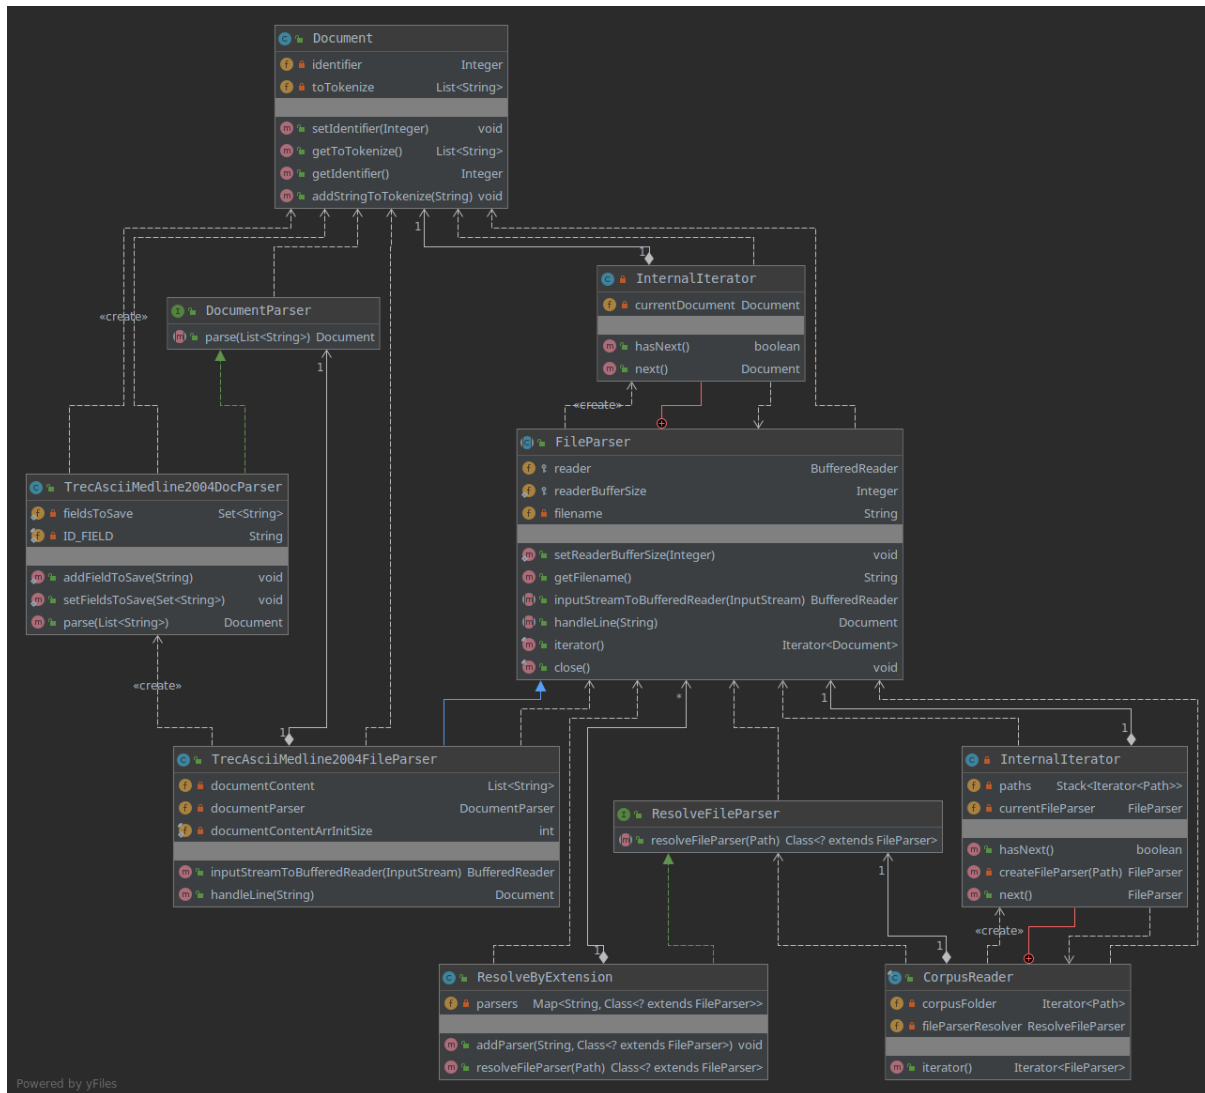 Document
identifier Integer
toTokenize List<String>
setIdentifier(Integer) void
getToTokenize() List<String>
getIdentifier() Integer
addStringToTokenize(String) void
1
1
InternalIterator
currentDocument Document
hasNext() boolean
next() Document
«create»
DocumentParser
parse(List<String>) Document
1
«create»
FileParser
reader BufferedReader
readerBufferSize Integer
filename String
setReaderBufferSize(Integer) void
getFilename() String
inputStreamToBufferedReader(InputStream) BufferedReader
handleLine(String) Document
iterator() Iterator<Document>
close() void
TrecAsciiMedline2004DocParser
fieldsToSave Set<String>
ID_FIELD String
addFieldToSave(String) void
setFieldsToSave(Set<String>) void
parse(List<String>) Document
«create»
*
1
1
1
TrecAsciiMedline2004FileParser
documentContent List<String>
documentParser DocumentParser
documentContentArrInitSize int
inputStreamToBufferedReader(InputStream) BufferedReader
handleLine(String) Document
InternalIterator
paths Stack<Iterator<Path>>
currentFileParser FileParser
hasNext() boolean
createFileParser(Path) FileParser
next() FileParser
ResolveFileParser
resolveFileParser(Path) Class<? extends FileParser>
1
«create»
1
1
ResolveByExtension
parsers Map<String, Class<? extends FileParser>>
addParser(String, Class<? extends FileParser>) void
resolveFileParser(Path) Class<? extends FileParser>
CorpusReader
corpusFolder Iterator<Path>
fileParserResolver ResolveFileParser
iterator() Iterator<FileParser>
Powered by yFiles